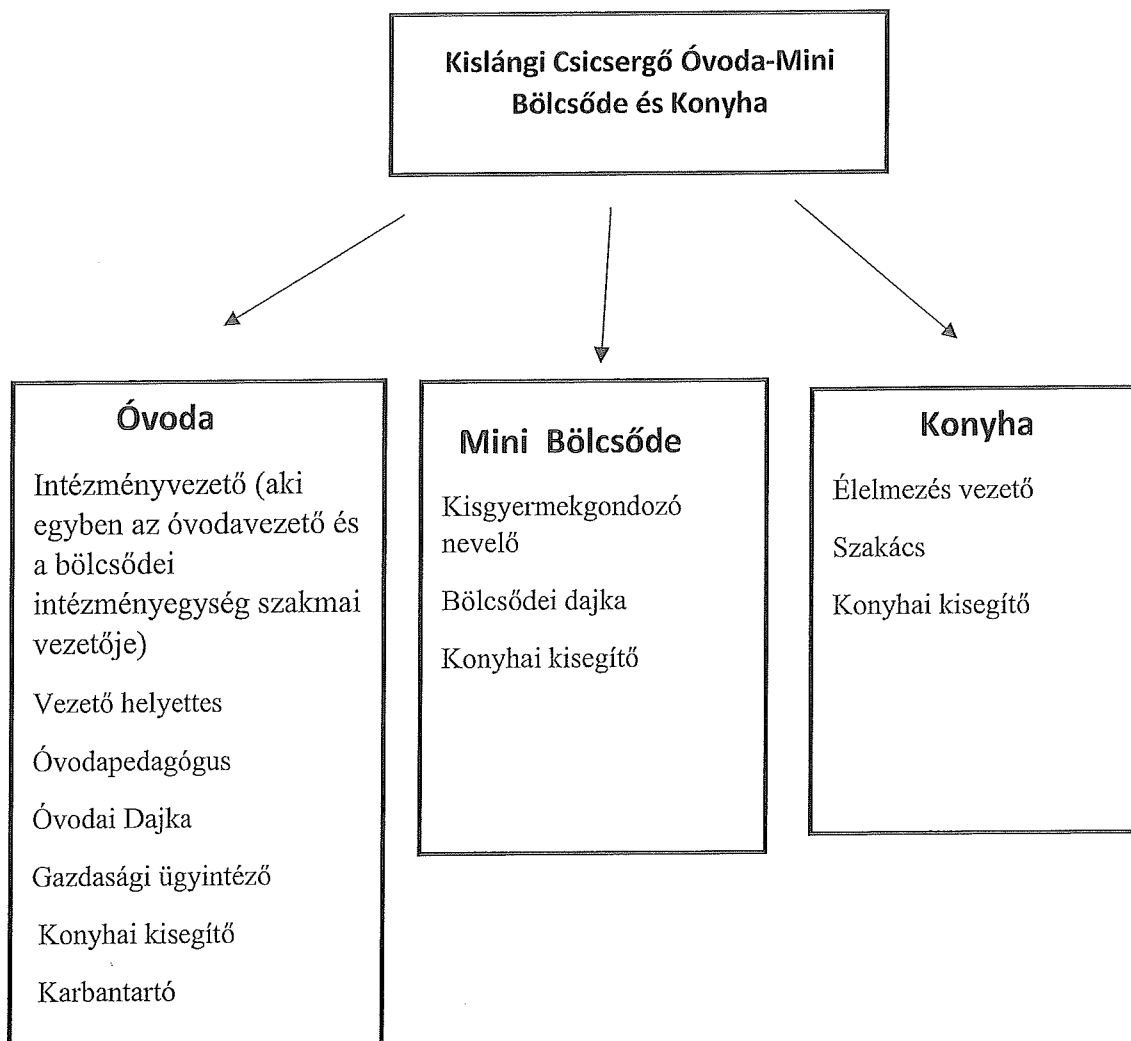 Kislángi Csicsergő Óvoda-Mini
Bölcsőde és Konyha
Óvoda
Intézményvezető (aki
egyben az óvodavezető és
a bölcsődei
intézményegység szakmai
vezetője)
Vezető helyettes
Óvodapedagógus
Óvodai Dajka
Gazdasági ügyintéző
Konyhai kisegítő
Karbantartó
Mini Bölcsőde
Kisgyermekgondozó
nevelő
Bölcsődei dajka
Konyhai kisegítő
Konyha
Élelmezés vezető
Szakács
Konyhai kisegítő